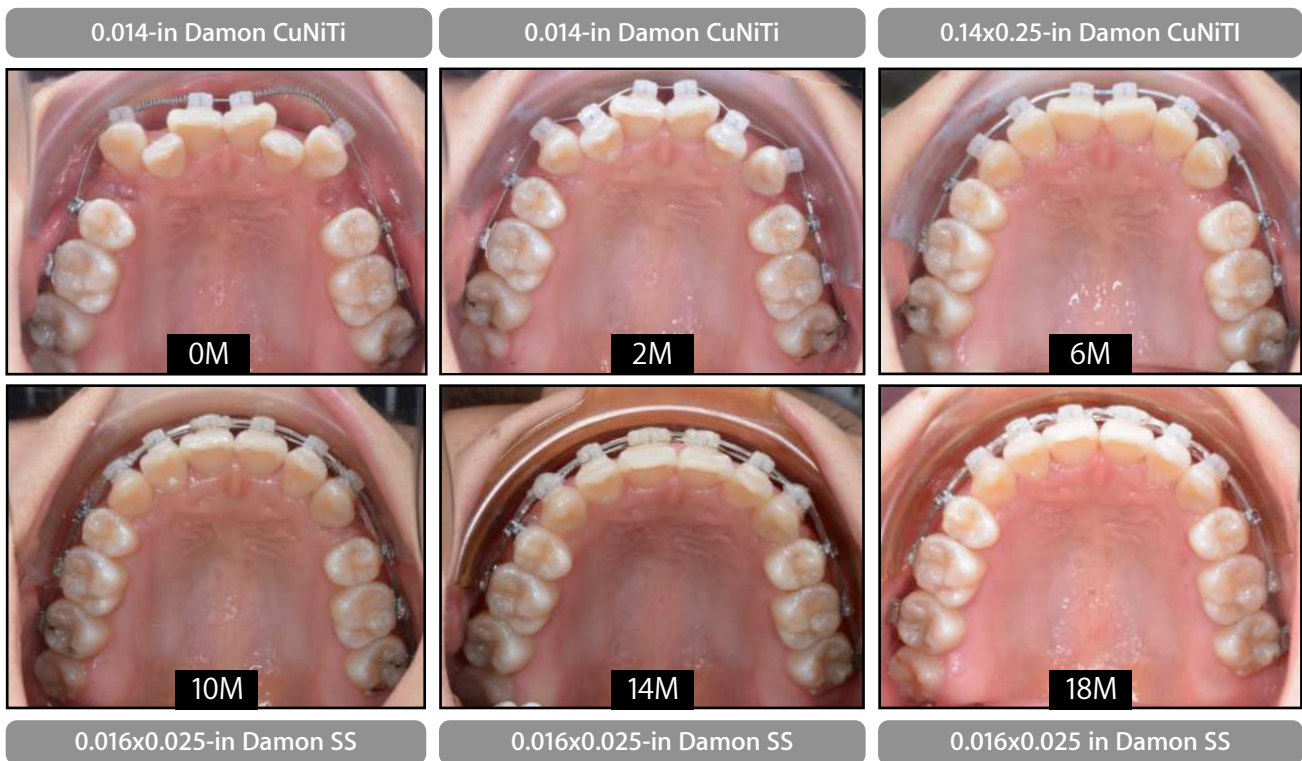 0.014-in Damon CuNiTi
0.014-in Damon CuNiTi
0.14x0.25-in Damon CuNiTI
0M
2M
6M
10M
14M
18M
0.016x0.025-in Damon SS
0.016x0.025-in Damon SS
0.016x0.025 in Damon SS